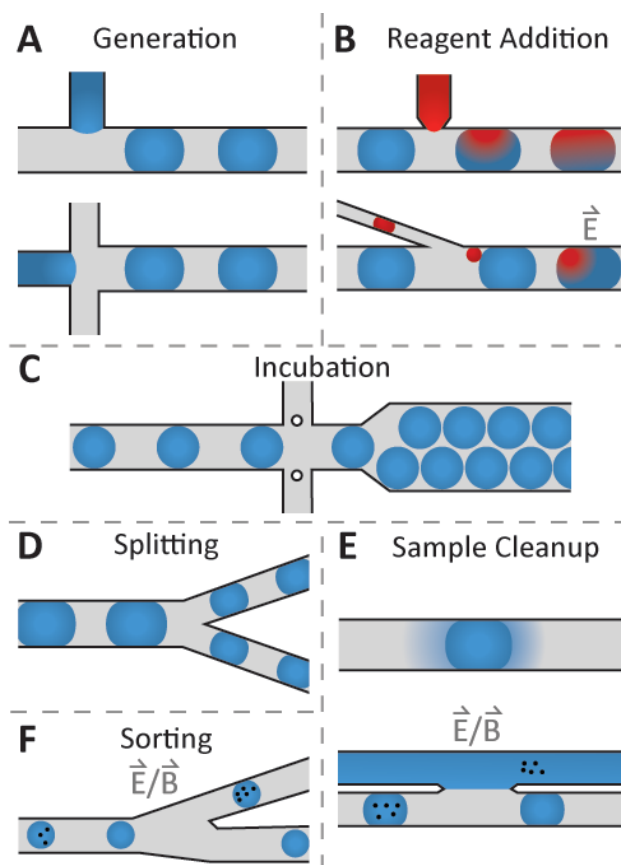 A Generation
B Reagent Addition
E⃗
C Incubation
D Splitting
E Sample Cleanup
E⃗/B⃗
F Sorting
E⃗/B⃗